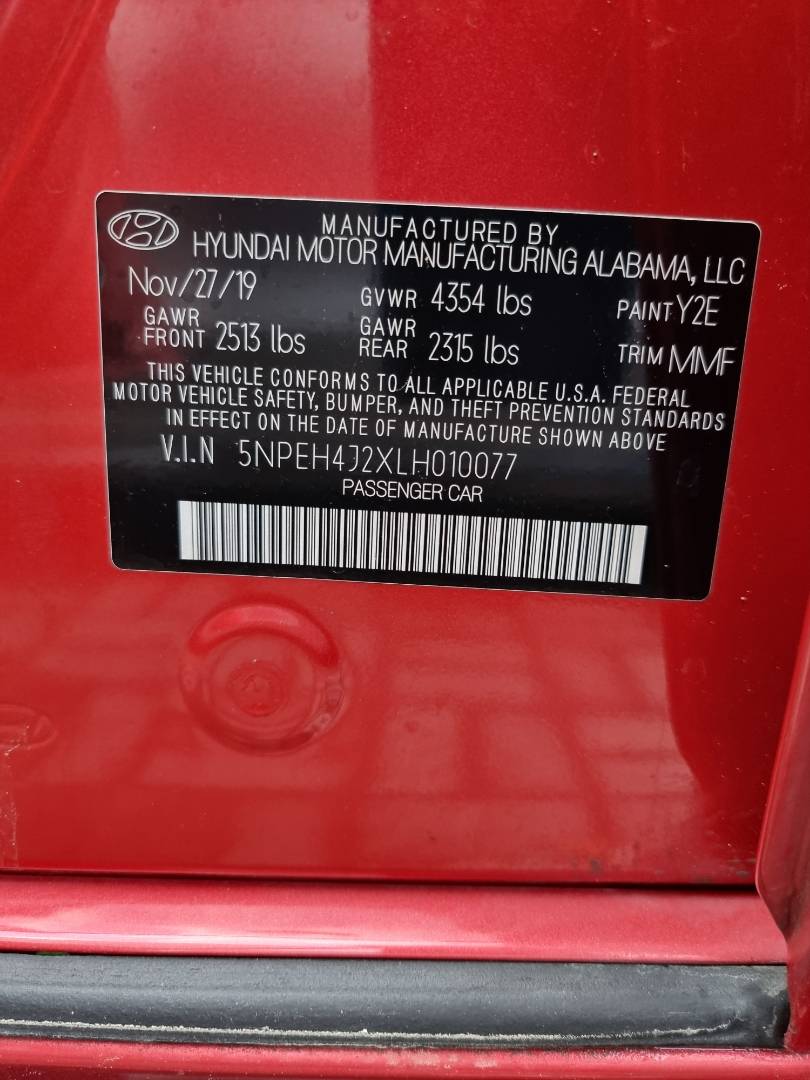 MANUFACTURED BY
HYUNDAI MOTOR MANUFACTURING ALABAMA, LLC
Nov/27/19 GVWR 4354 lbs PAINT Y2E
GAWR FRONT 2513 lbs GAWR REAR 2315 lbs TRIM MMF
THIS VEHICLE CONFORMS TO ALL APPLICABLE U.S.A. FEDERAL
MOTOR VEHICLE SAFETY, BUMPER, AND THEFT PREVENTION STANDARDS
IN EFFECT ON THE DATE OF MANUFACTURE SHOWN ABOVE
V.I.N 5NPEH4J2XLH010077
PASSENGER CAR